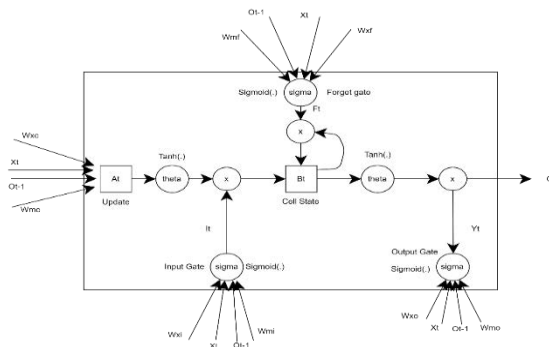 Ot-1
Xt
Wmf
Wxf
Sigmoid(.)
sigma
Forget gate
Ft
x
Wxc
Xt
Ot-1
Wmc
At
Update
Tanh(.)
theta
x
Bt
Cell State
Tanh(.)
theta
x
It
Yt
Input Gate
sigma
Sigmoid(.)
Output Gate
Sigmoid(.)
sigma
Wxi
Xt
Ot-1
Wmi
Wxo
Xt
Ot-1
Wmo